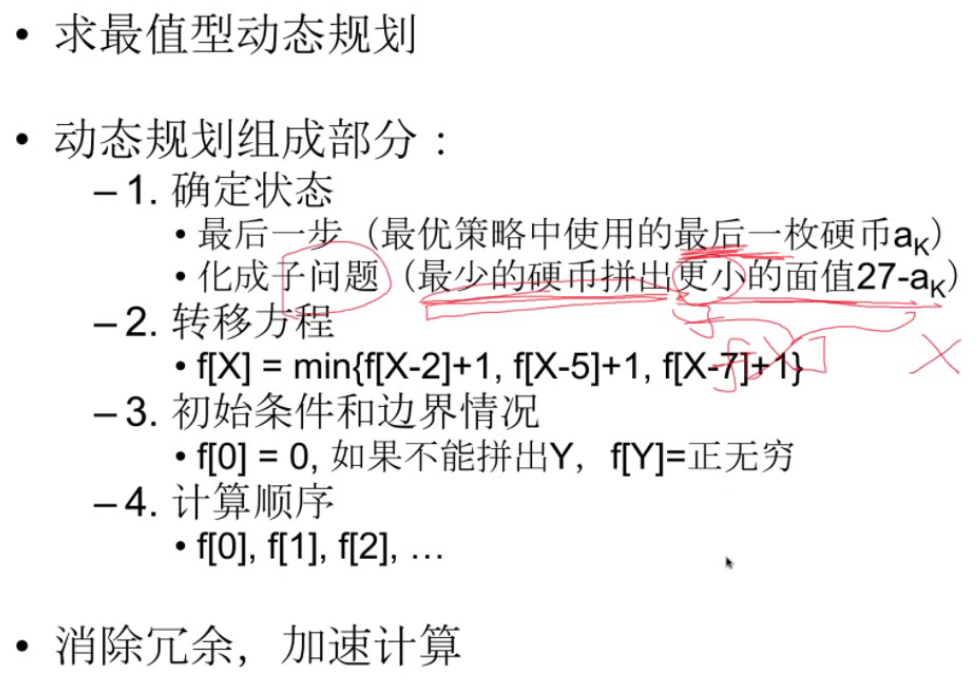 • 求最值型动态规划
• 动态规划组成部分：
– 1. 确定状态
• 最后一步（最优策略中使用的最后一枚硬币aK）
• 化成子问题（最少的硬币拼出更小的面值27-aK）
– 2. 转移方程
• f[X] = min{f[X-2]+1, f[X-5]+1, f[X-7]+1}
f[X] X
– 3. 初始条件和边界情况
• f[0] = 0, 如果不能拼出Y，f[Y]=正无穷
– 4. 计算顺序
• f[0], f[1], f[2], …
• 消除冗余，加速计算